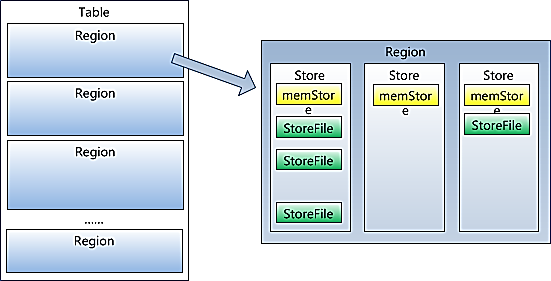 Table
Region
Region
Region
......
Region
Region
Store
memStor
e
StoreFile
StoreFile
StoreFile
Store
memStor
e
Store
memStor
e
StoreFile